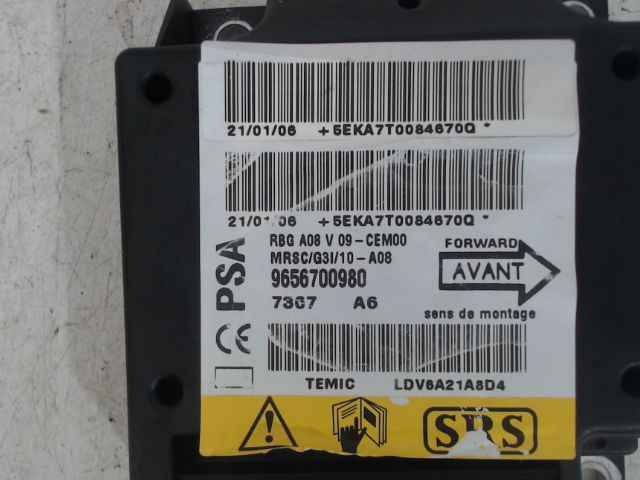 21/01/06 +5EKA7T0084670Q *
21/01/06 +5EKA7T0084670Q *
PSA
RBG A08 V 09-CEM00
MRSC/G3I/10-A08
9656700980
7367 A6
FORWARD
AVANT
sens de montage
CE
TEMIC LDV6A21A8D4
SRS